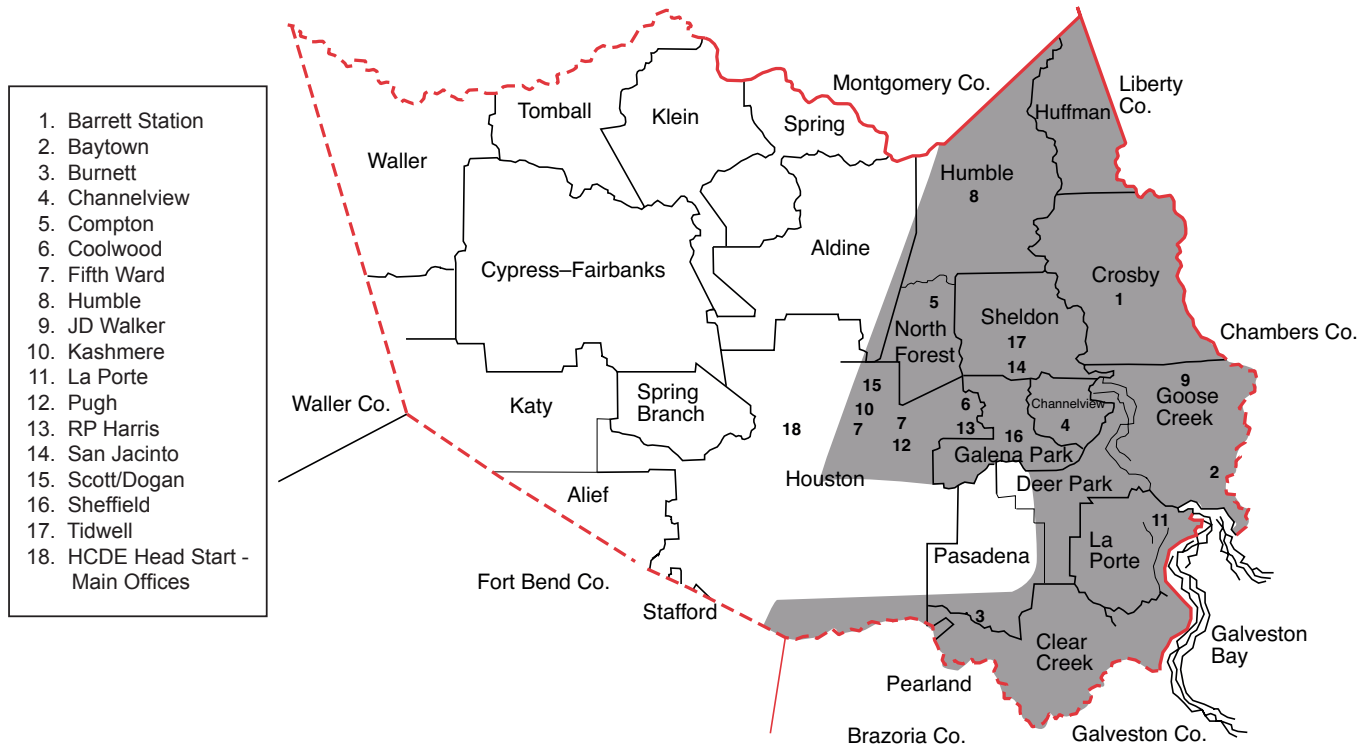 1. Barrett Station
2. Baytown
3. Burnett
4. Channelview
5. Compton
6. Coolwood
7. Fifth Ward
8. Humble
9. JD Walker
10. Kashmere
11. La Porte
12. Pugh
13. RP Harris
14. San Jacinto
15. Scott/Dogan
16. Sheffield
17. Tidwell
18. HCDE Head Start -
Main Offices
Montgomery Co.
Liberty
Co.
Tomball
Klein
Spring
Huffman
Waller
Humble
8
Aldine
Cypress–Fairbanks
Crosby
1
5
North
Forest
Sheldon
17
14
Chambers Co.
Waller Co.
Katy
Spring
Branch
15
10
7
18
7
12
6
13
Channelview
4
16
9
Goose
Creek
2
Galena Park
Houston
Deer Park
Alief
11
La
Porte
Pasadena
Fort Bend Co.
Stafford
3
Clear
Creek
Galveston
Bay
Pearland
Brazoria Co.
Galveston Co.